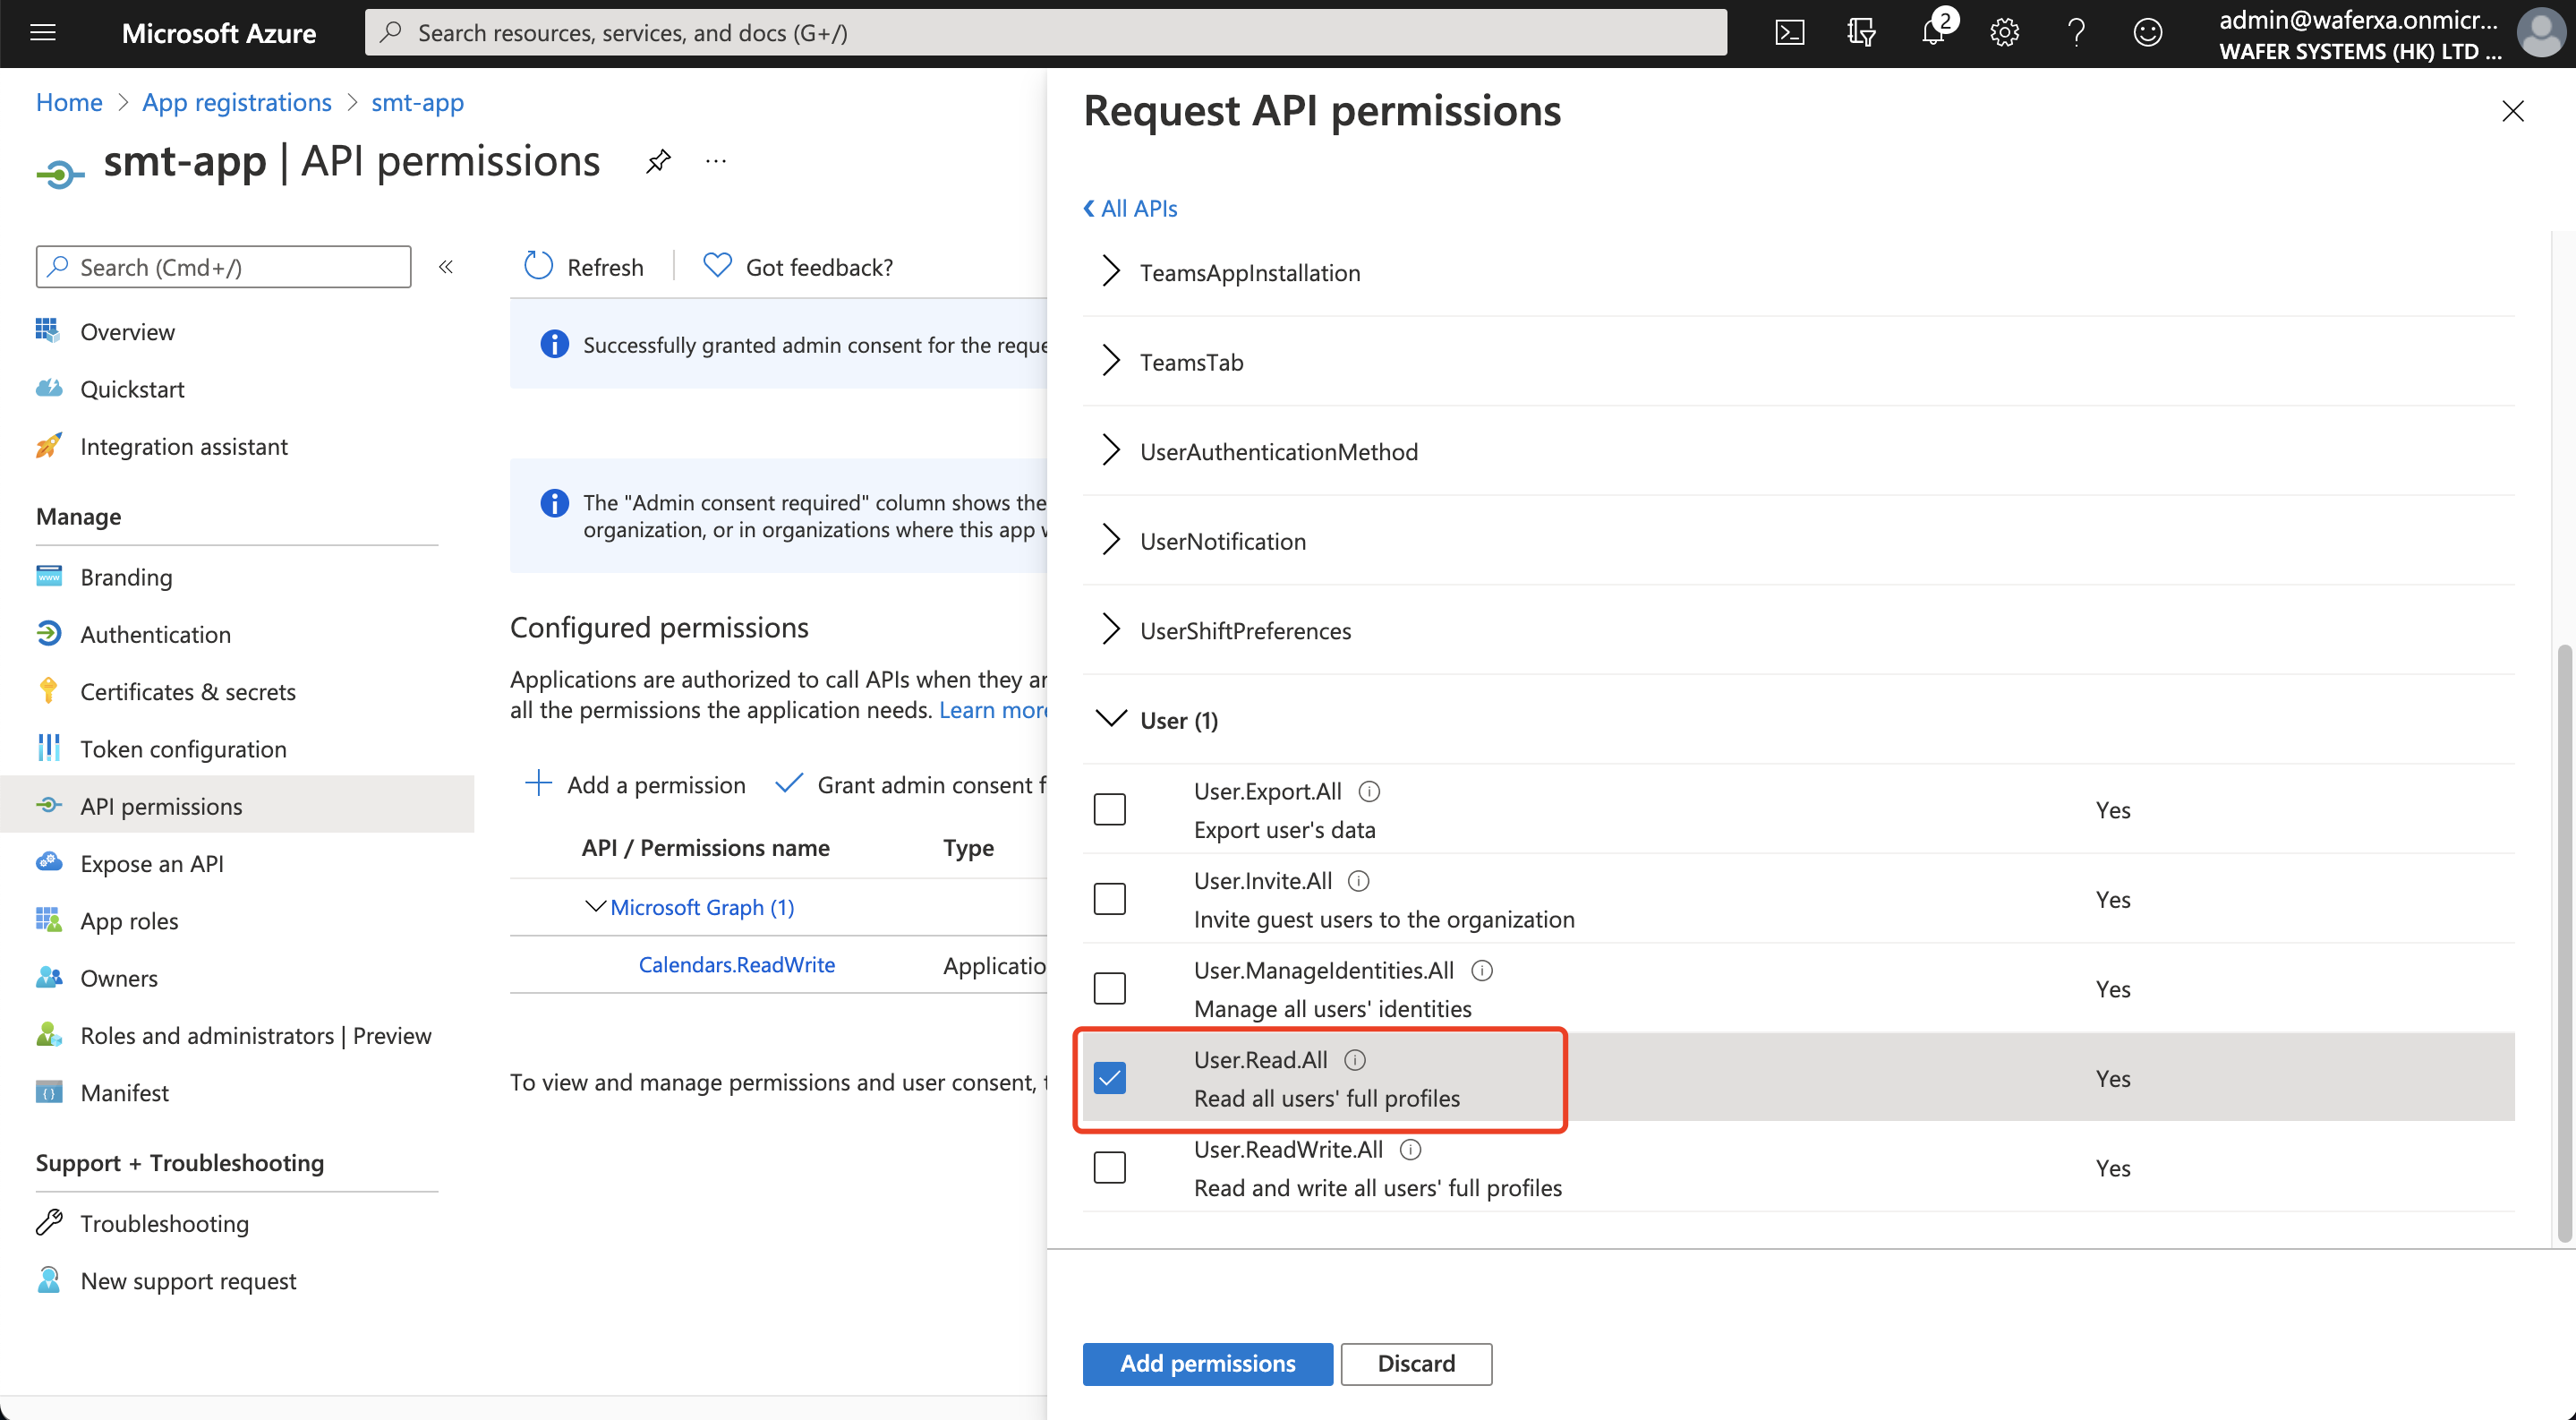 Microsoft Azure
Search resources, services, and docs (G+/)
2
admin@waferxa.onmicr...
WAFER SYSTEMS (HK) LTD ...
Home > App registrations > smt-app
smt-app | API permissions
...
Search (Cmd+/)
«
Overview
Quickstart
Integration assistant
Manage
Branding
Authentication
Certificates & secrets
Token configuration
API permissions
Expose an API
App roles
Owners
Roles and administrators | Preview
Manifest
Support + Troubleshooting
Troubleshooting
New support request
Refresh
Got feedback?
Successfully granted admin consent for the reque
The "Admin consent required" column shows the
organization, or in organizations where this app w
Configured permissions
Applications are authorized to call APIs when they ar
all the permissions the application needs. Learn more
Add a permission
Grant admin consent f
API / Permissions name
Type
Microsoft Graph (1)
Calendars.ReadWrite
Applicatio
To view and manage permissions and user consent, t
Request API permissions
All APIs
TeamsAppInstallation
TeamsTab
UserAuthenticationMethod
UserNotification
UserShiftPreferences
User (1)
User.Export.All
Export user's data
Yes
User.Invite.All
Invite guest users to the organization
Yes
User.ManageIdentities.All
Manage all users' identities
Yes
User.Read.All
Read all users' full profiles
Yes
User.ReadWrite.All
Read and write all users' full profiles
Yes
Add permissions
Discard